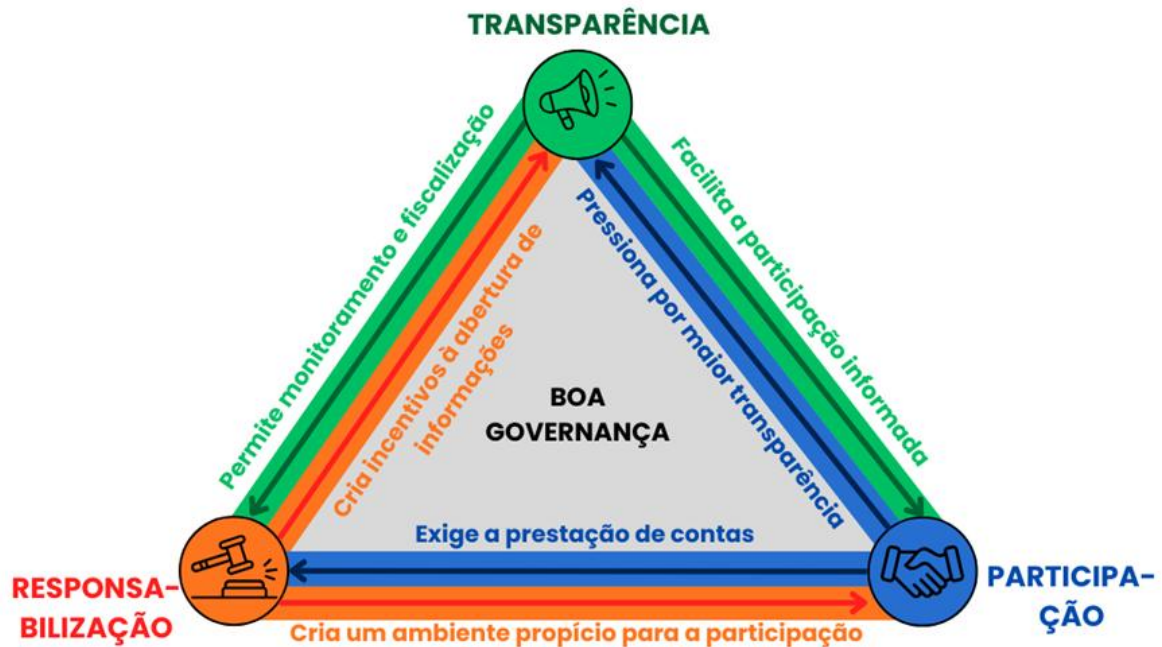 TRANSPARÊNCIA
Permite monitoramento e fiscalização
Cria incentivos à abertura de
informações
Pressiona por maior transparência
Facilita a participação informada
BOA
GOVERNANÇA
Exige a prestação de contas
RESPONSA-
BILIZAÇÃO
PARTICIPA-
ÇÃO
Cria um ambiente propício para a participação